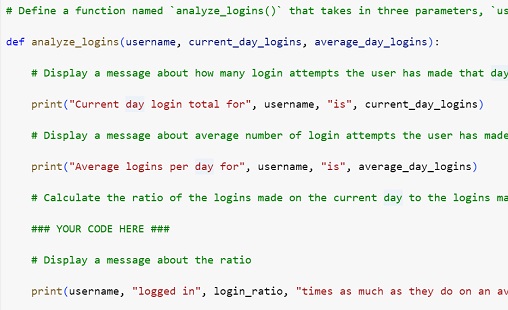 # Define a function named `analyze_logins()` that takes in three parameters,
def analyze_logins(username, current_day_logins, average_day_logins):
# Display a message about how many login attempts the user has made that day
print("Current day login total for", username, "is", current_day_logins)
# Display a message about average number of login attempts the user has made
print("Average logins per day for", username, "is", average_day_logins)
# Calculate the ratio of the logins made on the current day to the logins
### YOUR CODE HERE ###
# Display a message about the ratio
print(username, "logged in", login_ratio, "times as much as they do on an